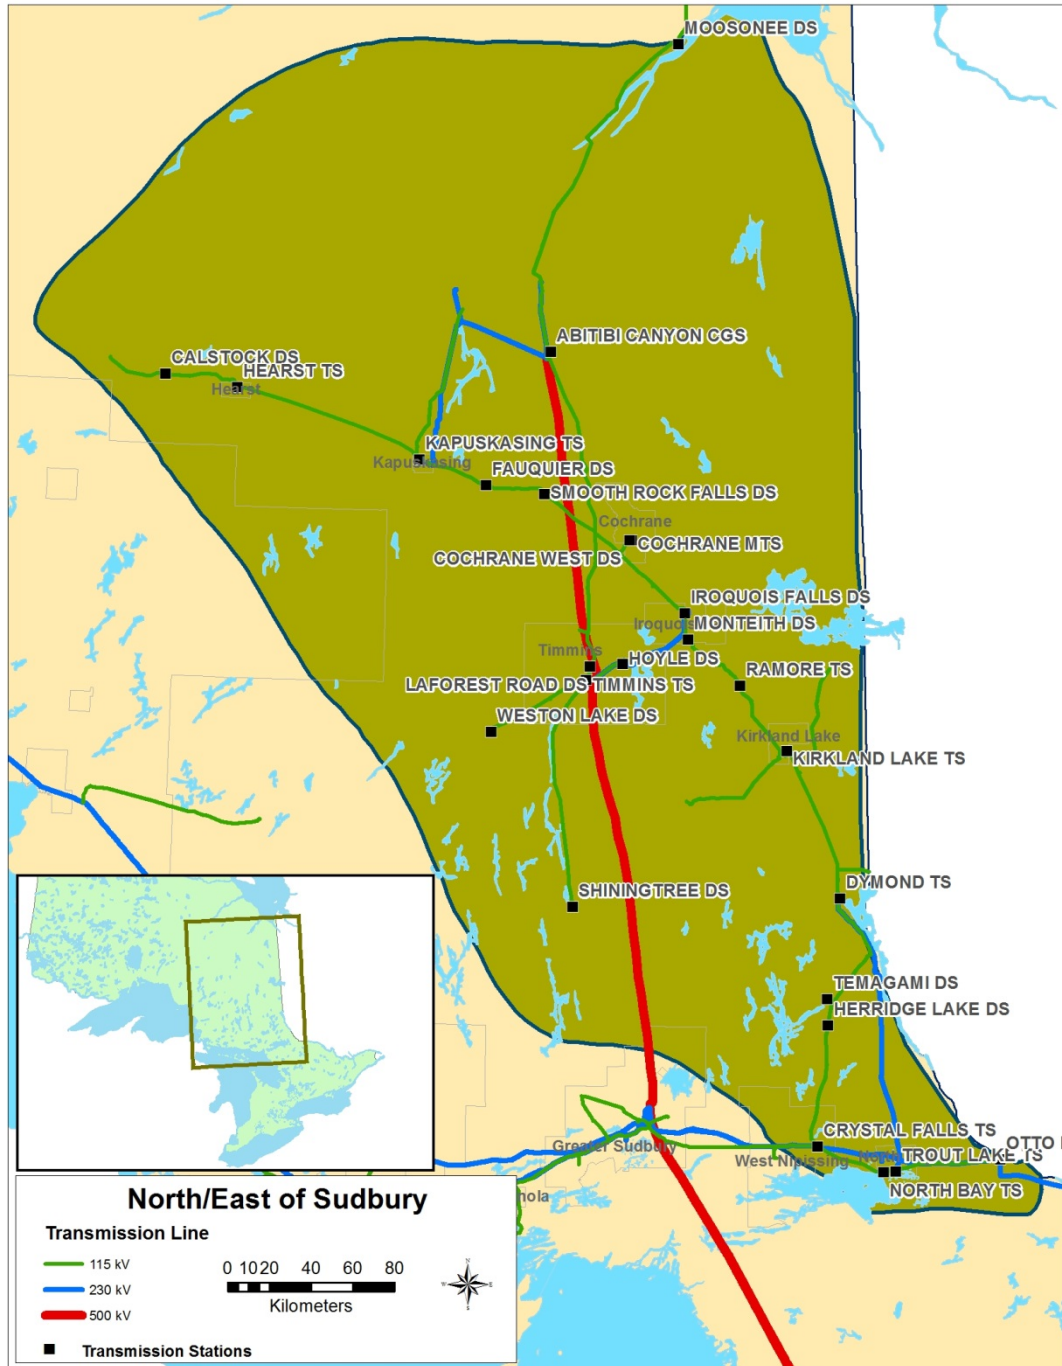 MOOSONEE DS
ABITIBI CANYON CGS
CALSTOCK DS
HEARST TS
Hearst
KAPUSKASING TS
Kapuskasing
FAUQUIER DS
SMOOTH ROCK FALLS DS
Cochrane
COCHRANE MTS
COCHRANE WEST DS
IROQUOIS FALLS DS
Iroquois
MONTEITH DS
Timmins
HOYLE DS
RAMORE TS
LAFOREST ROAD DS TIMMINS TS
WESTON LAKE DS
Kirkland Lake
KIRKLAND LAKE TS
DYMOND TS
SHININGTREE DS
TEMAGAMI DS
HERRIDGE LAKE DS
CRYSTAL FALLS TS
Greater Sudbury
West Nipissing
TROUT LAKE TS
OTTO
NORTH BAY TS
nola
North/East of Sudbury
Transmission Line
115 kV
230 kV
500 kV
0 10 20 40 60 80
Kilometers
N
W E
S
Transmission Stations